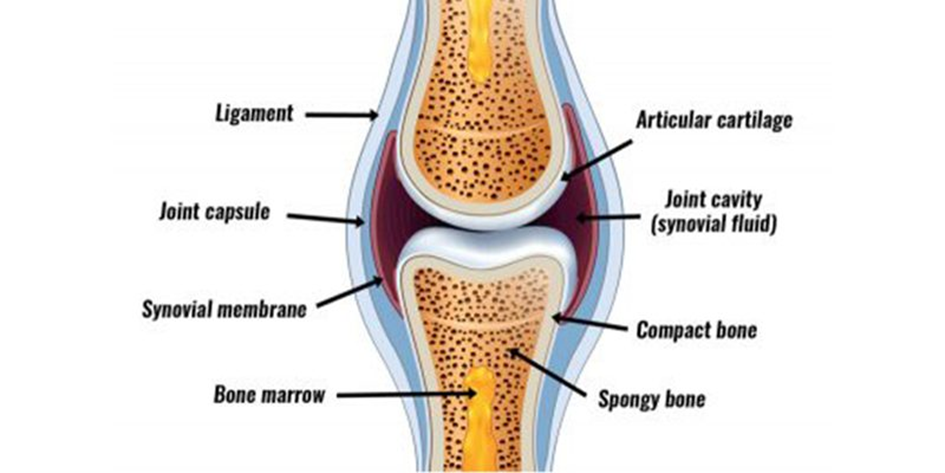 Ligament
Articular cartilage
Joint capsule
Joint cavity
(synovial fluid)
Synovial membrane
Compact bone
Bone marrow
Spongy bone